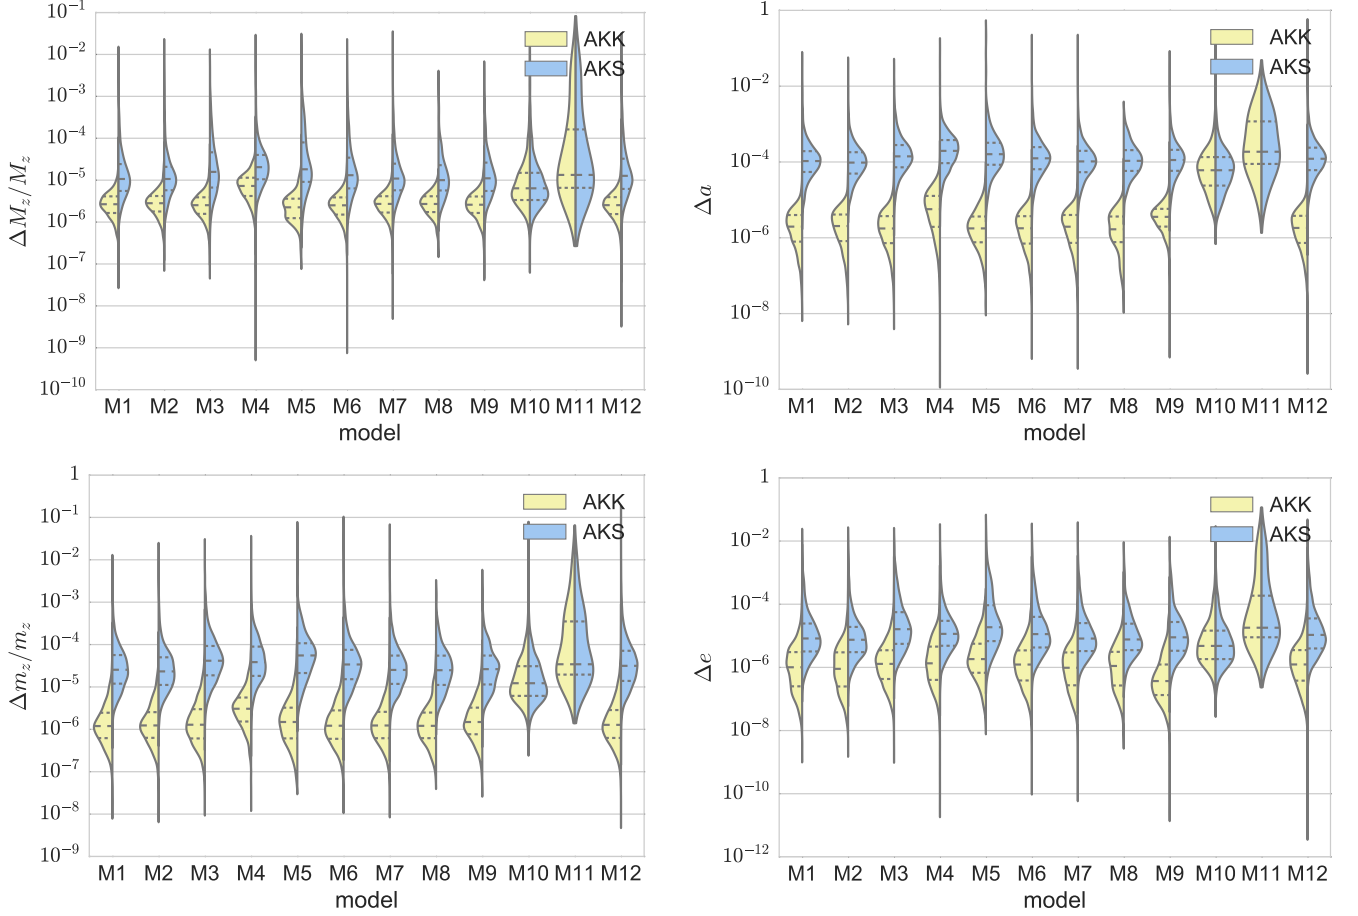 10⁻¹
10⁻²
10⁻³
10⁻⁴
10⁻⁵
10⁻⁶
10⁻⁷
10⁻⁸
10⁻⁹
10⁻¹⁰
ΔM_z/M_z
AKK
AKS
M1 M2 M3 M4 M5 M6 M7 M8 M9 M10 M11 M12
model
1
10⁻²
10⁻⁴
10⁻⁶
10⁻⁸
10⁻¹⁰
Δa
AKK
AKS
M1 M2 M3 M4 M5 M6 M7 M8 M9 M10 M11 M12
model
1
10⁻¹
10⁻²
10⁻³
10⁻⁴
10⁻⁵
10⁻⁶
10⁻⁷
10⁻⁸
10⁻⁹
Δm_z/m_z
AKK
AKS
M1 M2 M3 M4 M5 M6 M7 M8 M9 M10 M11 M12
model
1
10⁻²
10⁻⁴
10⁻⁶
10⁻⁸
10⁻¹⁰
10⁻¹²
Δe
AKK
AKS
M1 M2 M3 M4 M5 M6 M7 M8 M9 M10 M11 M12
model